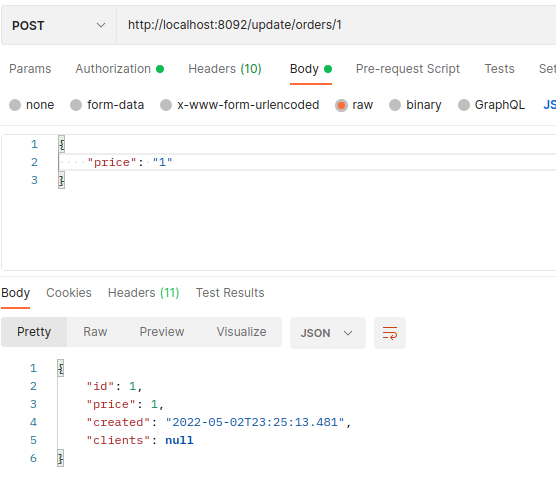 POST http://localhost:8092/update/orders/1
Params Authorization Headers (10) Body Pre-request Script Tests Set
none form-data x-www-form-urlencoded raw binary GraphQL JS
1 {
2 "price": "1"
3 }
Body Cookies Headers (11) Test Results
Pretty Raw Preview Visualize JSON
1 {
2 "id": 1,
3 "price": 1,
4 "created": "2022-05-02T23:25:13.481",
5 "clients": null
6 }